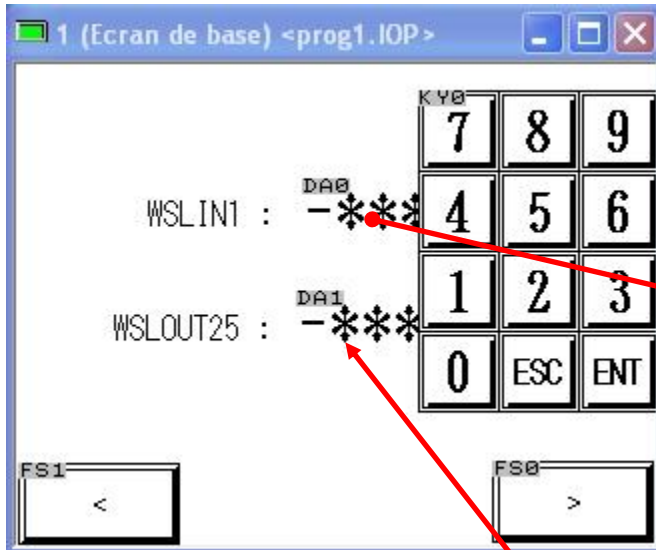 1 (Ecran de base) <prog1.IOP>
KY0
7 8 9
DA0
WSLIN1 : -*** 4 5 6
DA1
WSLOUT25 : -*** 1 2 3
0 ESC ENT
FS1 FS0
< >